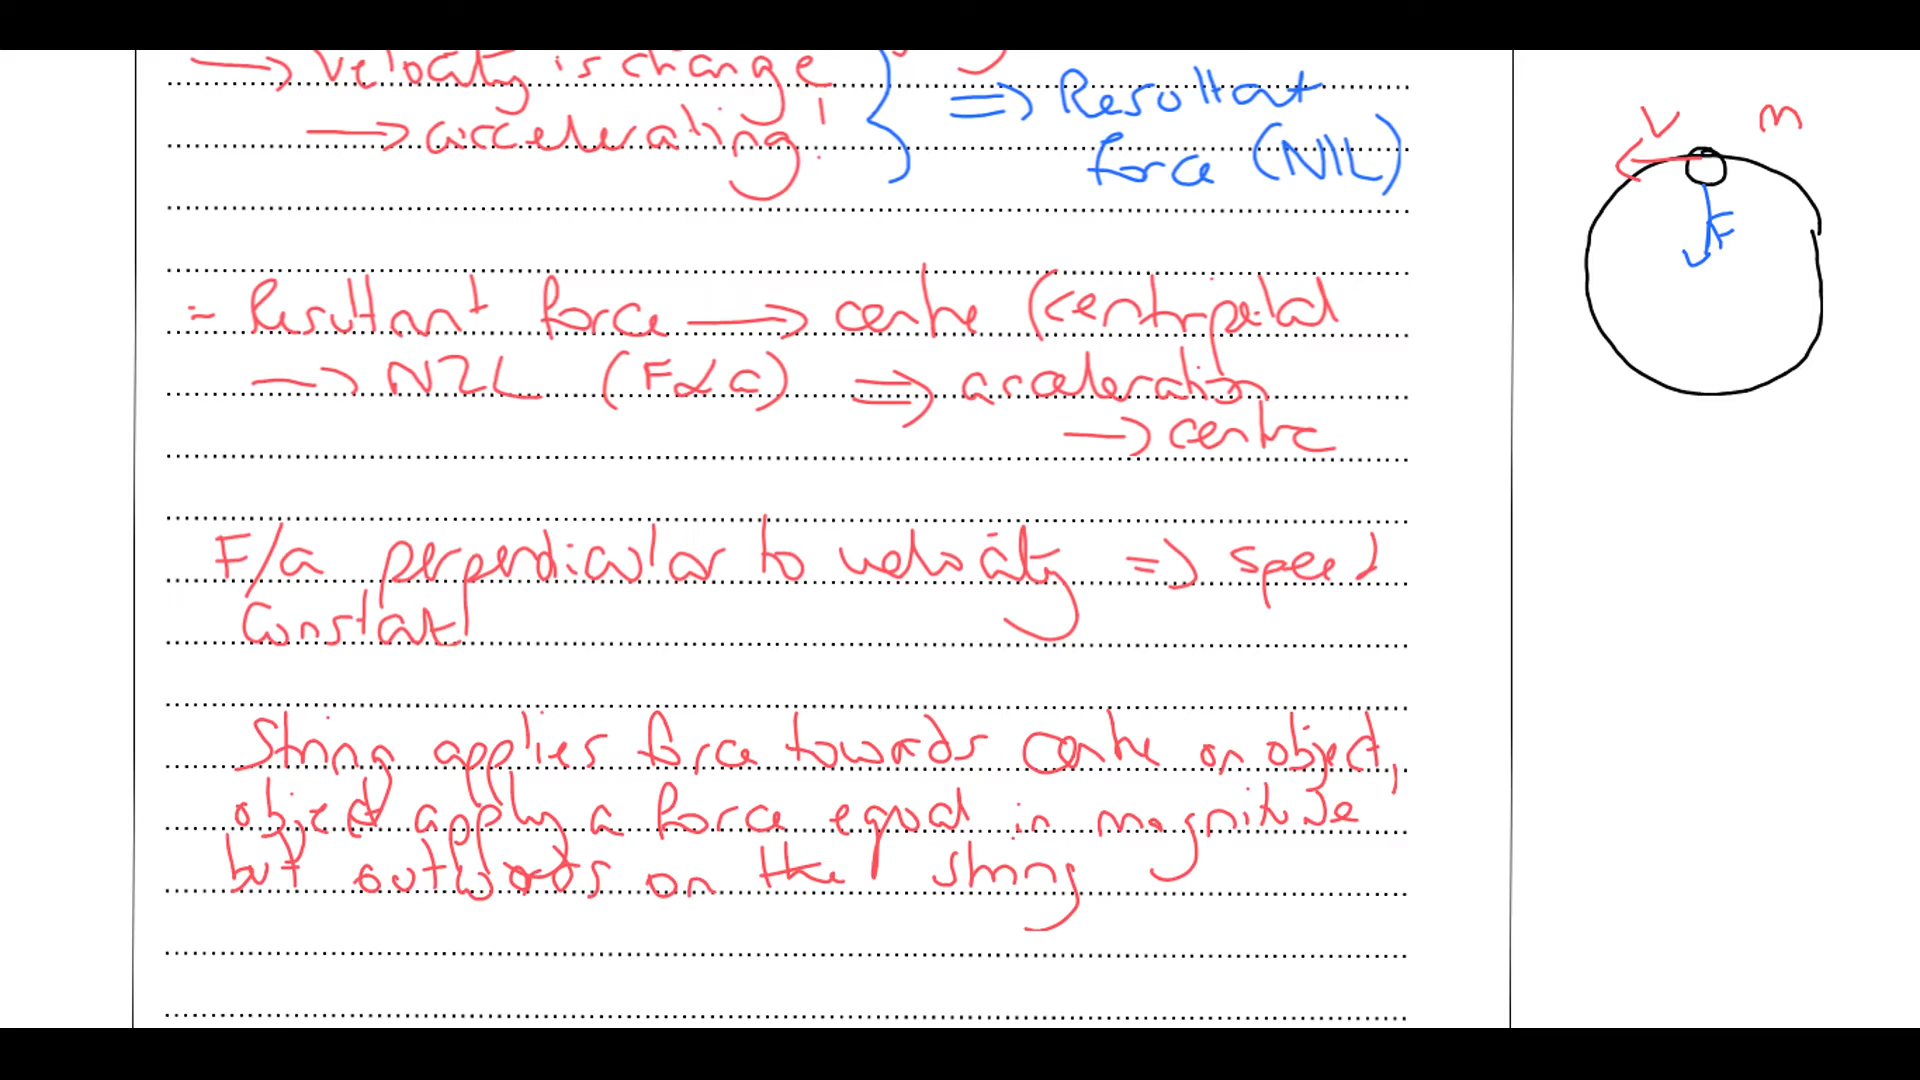 → velocity is change
→ accelerating!
⇒ Resultant
force (N1L)
V
m
F
- Resultant force → centre (centripetal
→ N2L (F∝a) ⇒ acceleration
→ centre
F/a perpendicular to velocity ⇒ speed
constant
String applies force towards centre on object,
object apply a force equal in magnitude
but outwards on the string